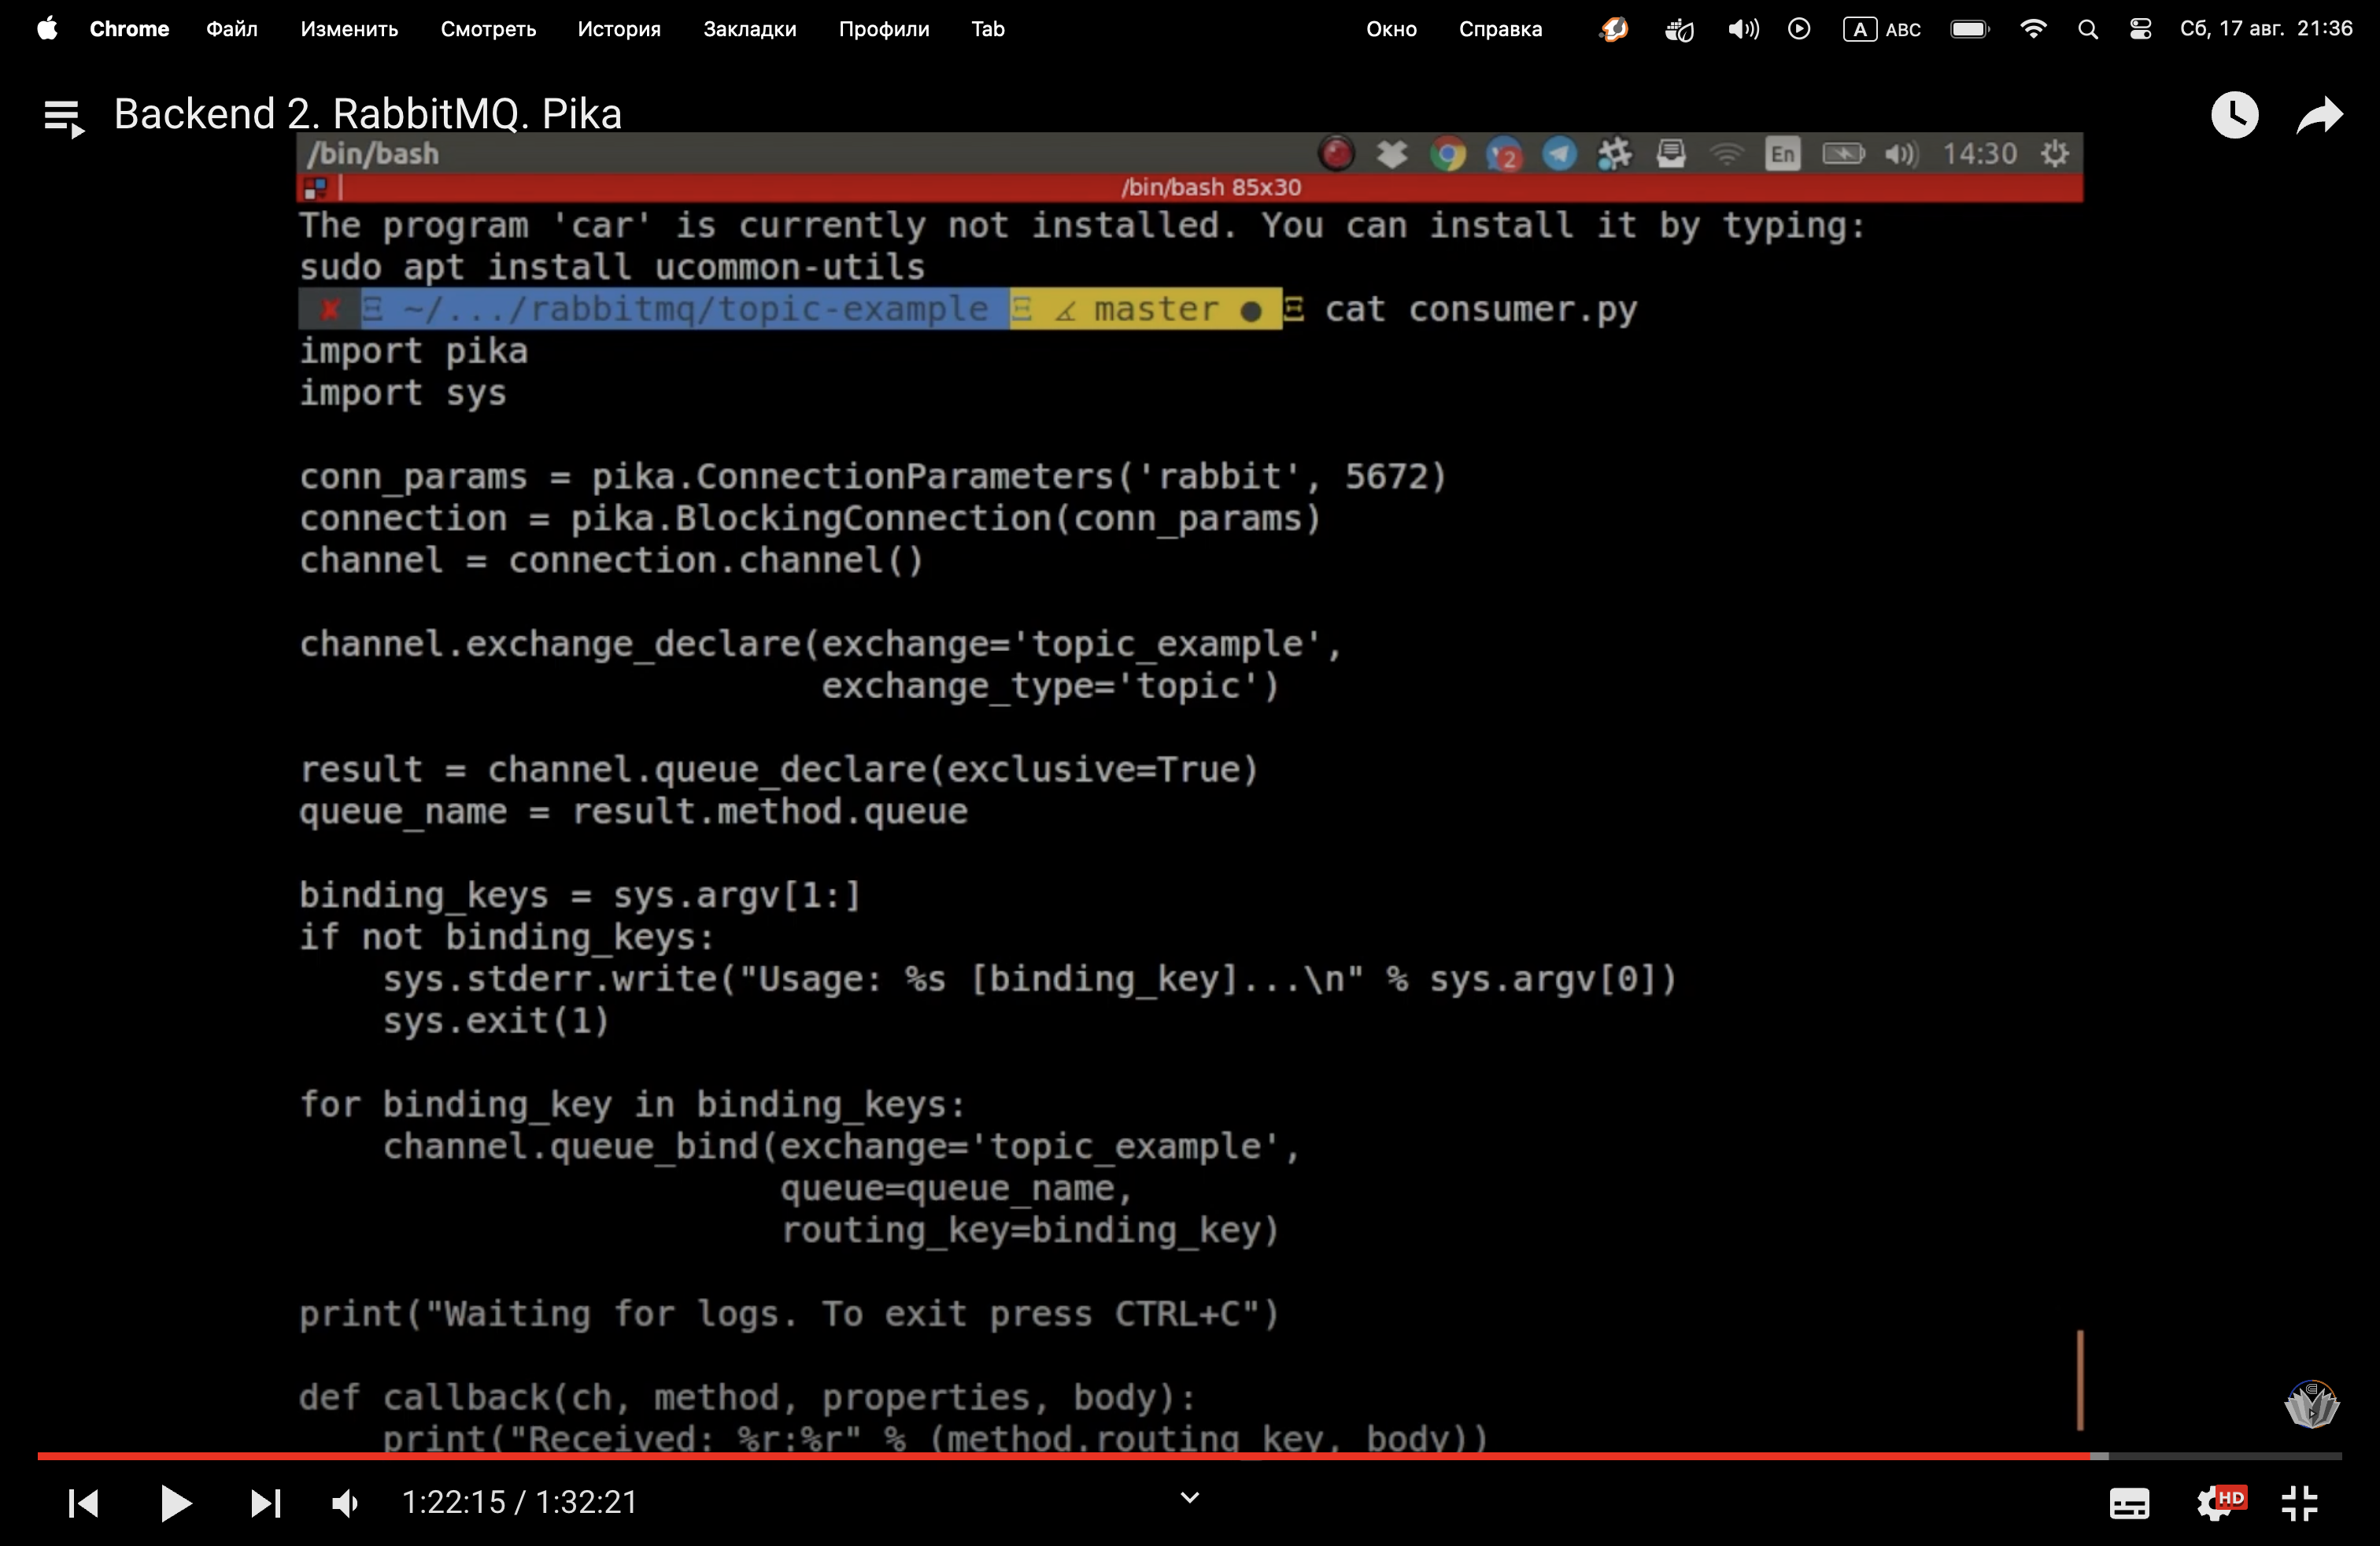 Chrome Файл Изменить Смотреть История Закладки Профили Tab Окно Справка A ABC Сб, 17 авг. 21:36
Backend 2. RabbitMQ. Pika
/bin/bash 2 En 14:30
/bin/bash 85x30
The program 'car' is currently not installed. You can install it by typing:
sudo apt install ucommon-utils
✘ Ξ ~/.../rabbitmq/topic-example Ξ ∡ master ● Ξ cat consumer.py
import pika
import sys
conn_params = pika.ConnectionParameters('rabbit', 5672)
connection = pika.BlockingConnection(conn_params)
channel = connection.channel()
channel.exchange_declare(exchange='topic_example',
                         exchange_type='topic')
result = channel.queue_declare(exclusive=True)
queue_name = result.method.queue
binding_keys = sys.argv[1:]
if not binding_keys:
    sys.stderr.write("Usage: %s [binding_key]...\n" % sys.argv[0])
    sys.exit(1)
for binding_key in binding_keys:
    channel.queue_bind(exchange='topic_example',
                       queue=queue_name,
                       routing_key=binding_key)
print("Waiting for logs. To exit press CTRL+C")
def callback(ch, method, properties, body):
    print("Received: %r:%r" % (method.routing_key, body))
1:22:15 / 1:32:21 HD